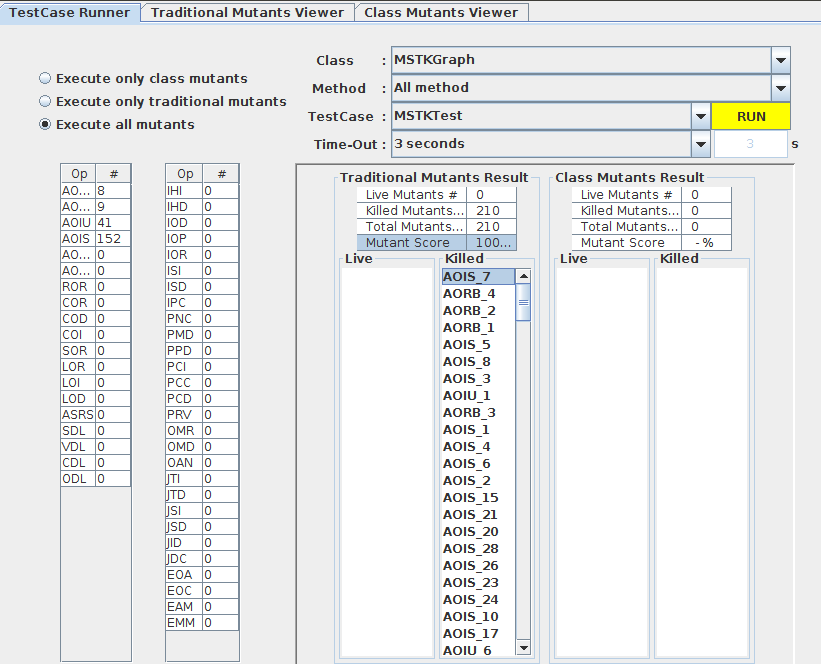 TestCase Runner Traditional Mutants Viewer Class Mutants Viewer
Class : MSTKGraph
Execute only class mutants
Method : All method
Execute only traditional mutants
TestCase : MSTKTest RUN
Execute all mutants
Time-Out : 3 seconds 3 s
Op #
AO... 8
AO... 9
AOIU 41
AOIS 152
AO... 0
AO... 0
ROR 0
COR 0
COD 0
COI 0
SOR 0
LOR 0
LOI 0
LOD 0
ASRS 0
SDL 0
VDL 0
CDL 0
ODL 0
Op #
IHI 0
IHD 0
IOD 0
IOP 0
IOR 0
ISI 0
ISD 0
IPC 0
PNC 0
PMD 0
PPD 0
PCI 0
PCC 0
PCD 0
PRV 0
OMR 0
OMD 0
OAN 0
JTI 0
JTD 0
JSI 0
JSD 0
JID 0
JDC 0
EOA 0
EOC 0
EAM 0
EMM 0
Traditional Mutants Result
Live Mutants # 0
Killed Mutants... 210
Total Mutants... 210
Mutant Score 100...
Live Killed
AOIS_7
AORB_4
AORB_2
AORB_1
AOIS_5
AOIS_8
AOIS_3
AOIU_1
AORB_3
AOIS_1
AOIS_4
AOIS_6
AOIS_2
AOIS_15
AOIS_21
AOIS_20
AOIS_28
AOIS_26
AOIS_23
AOIS_24
AOIS_10
AOIS_17
AOIU_6
Class Mutants Result
Live Mutants # 0
Killed Mutants... 0
Total Mutants... 0
Mutant Score - %
Live Killed